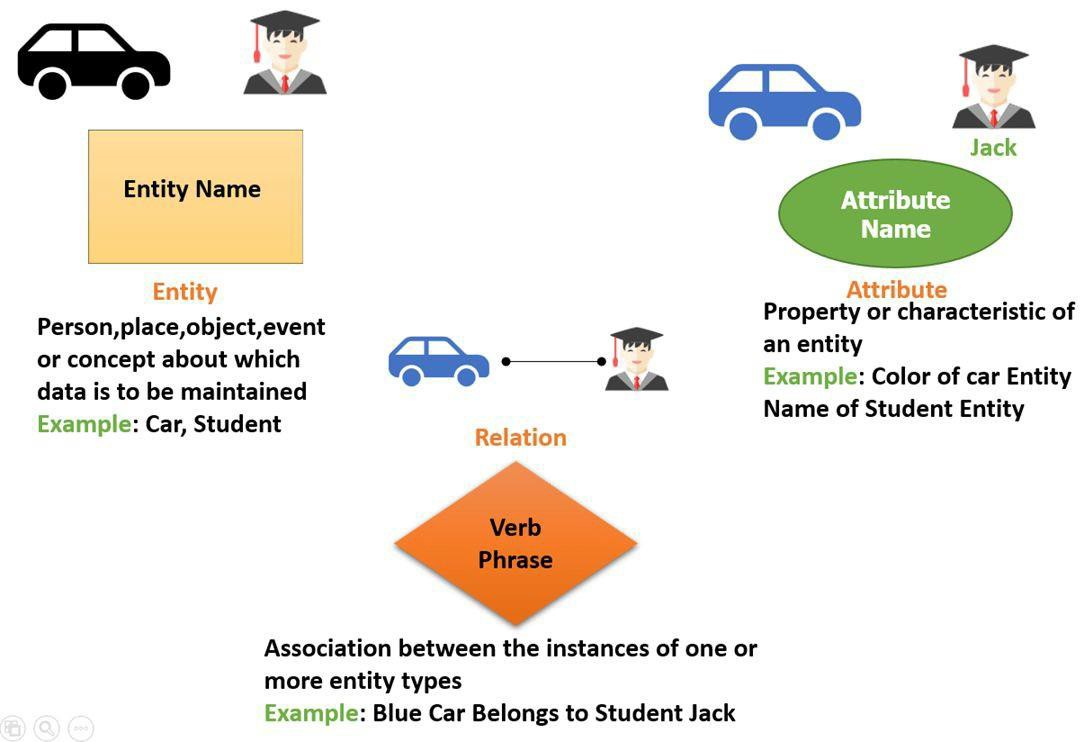 Entity Name
Entity
Person,place,object,event
or concept about which
data is to be maintained
Example: Car, Student
Jack
Attribute
Name
Attribute
Property or characteristic of
an entity
Example: Color of car Entity
Name of Student Entity
Relation
Verb
Phrase
Association between the instances of one or
more entity types
Example: Blue Car Belongs to Student Jack